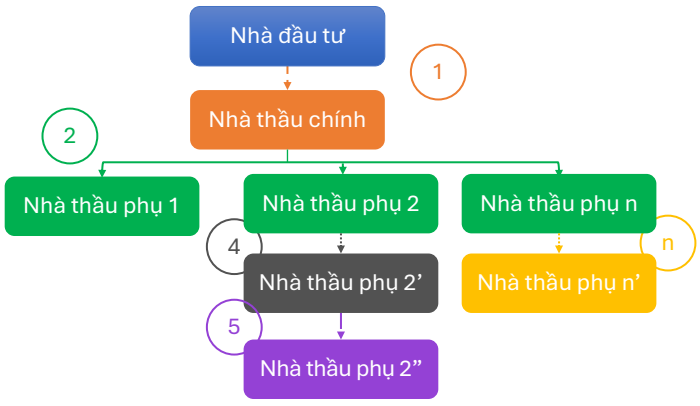 Nhà đầu tư
1
Nhà thầu chính
2
Nhà thầu phụ 1
Nhà thầu phụ 2
Nhà thầu phụ n
4
n
Nhà thầu phụ 2’
Nhà thầu phụ n’
5
Nhà thầu phụ 2”